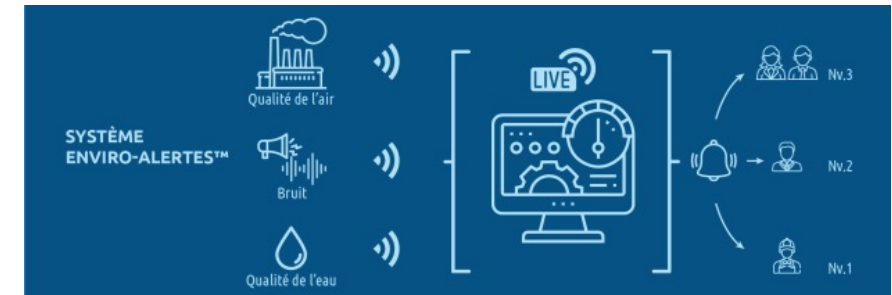 SYSTÈME
ENVIRO-ALERTES™
Qualité de l'air
Bruit
Qualité de l'eau
LIVE
Nv.3
Nv.2
Nv.1